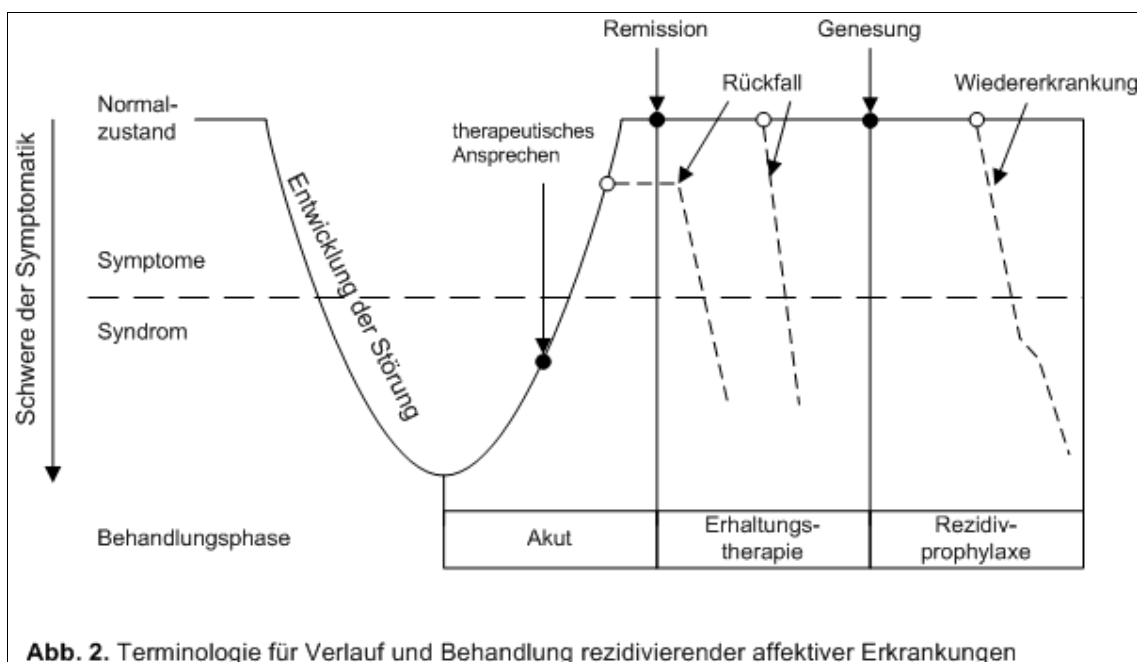 Remission
Genesung
Rückfall
Wiedererkrankung
Normal-
zustand
therapeutisches
Ansprechen
Entwicklung der Störung
Schwere der Symptomatik
Symptome
Syndrom
Behandlungsphase
Akut
Erhaltungs-
therapie
Rezidiv-
prophylaxe
Abb. 2. Terminologie für Verlauf und Behandlung rezidivierender affektiver Erkrankungen